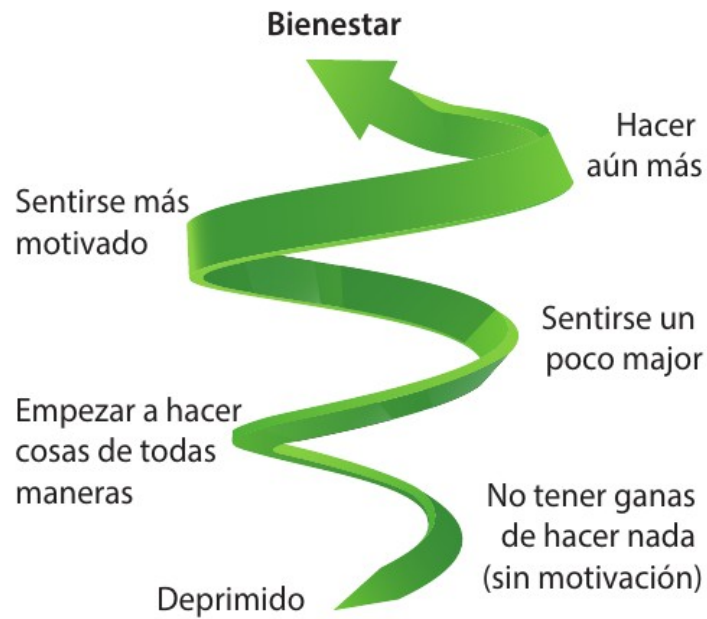 Bienestar
Hacer
aún más
Sentirse más
motivado
Sentirse un
poco major
Empezar a hacer
cosas de todas
maneras
No tener ganas
de hacer nada
(sin motivación)
Deprimido